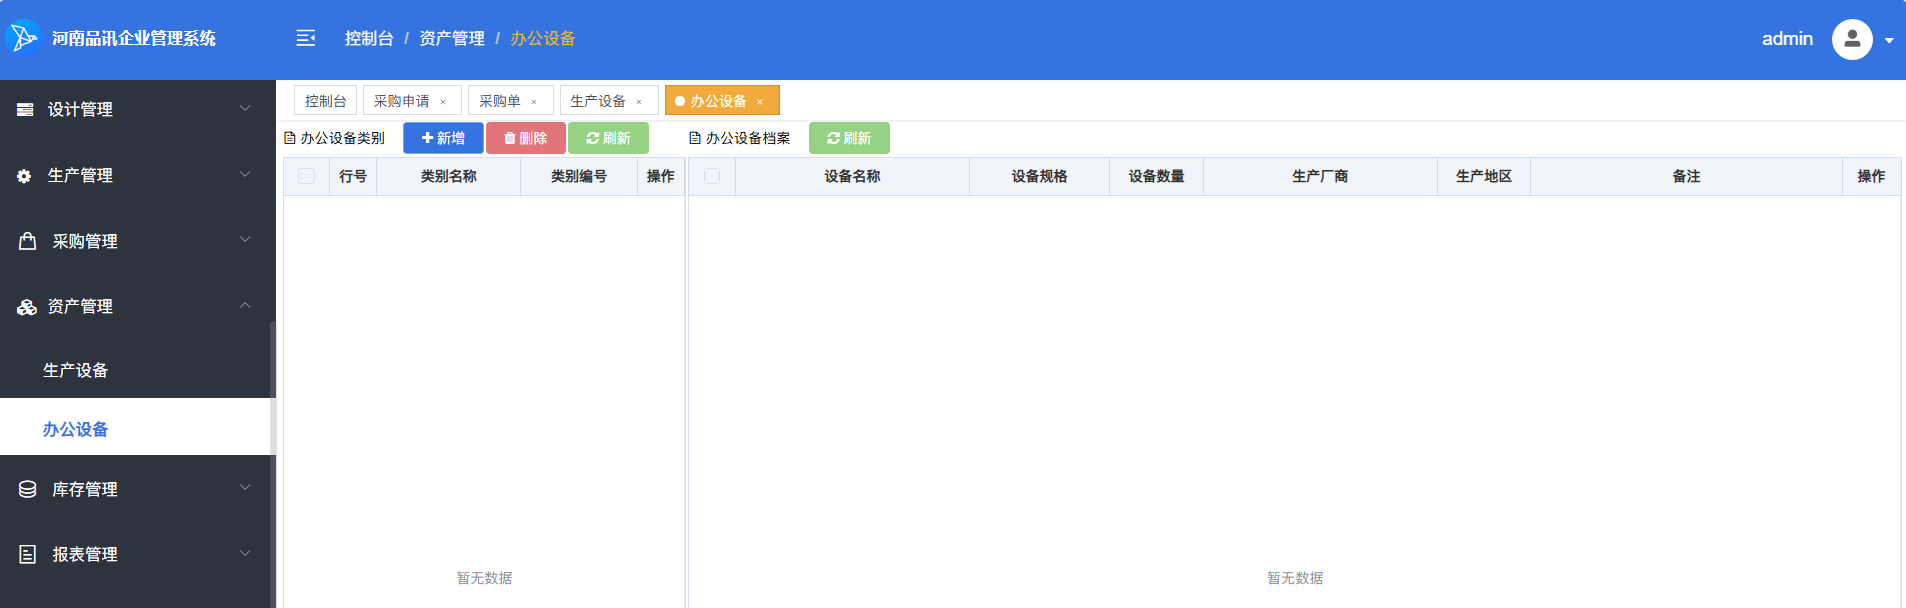 河南品讯企业管理系统
控制台 / 资产管理 / 办公设备
admin
设计管理
生产管理
采购管理
资产管理
生产设备
办公设备
库存管理
报表管理
控制台 采购申请 × 采购单 × 生产设备 × 办公设备 ×
办公设备类别 新增 删除 刷新
行号 类别名称 类别编号 操作
暂无数据
办公设备档案 刷新
设备名称 设备规格 设备数量 生产厂商 生产地区 备注 操作
暂无数据